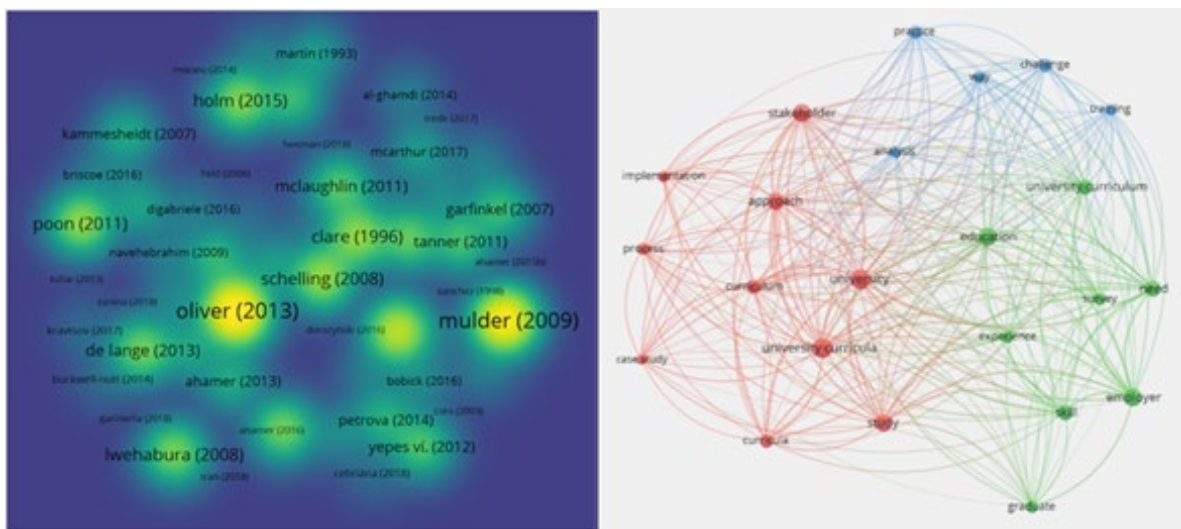 martin (1993)
holm (2015)
al-ghamdi (2014)
kammesheidt (2007)
mcarthur (2017)
briscoe (2016)
mclaughlin (2011)
digabriele (2016)
garfinkel (2007)
poon (2011)
clare (1996)
tanner (2011)
navehebrahim (2009)
schelling (2008)
oliver (2013)
mulder (2009)
de lange (2013)
ahamer (2013)
bobick (2016)
petrova (2014)
ahamer (2016)
lwehabura (2008)
yepes vi. (2012)
practice
way
challenge
training
stakeholder
analysis
implementation
approach
university curriculum
education
process
curriculum
university
survey
need
experience
university curricula
case study
employer
skill
study
curricula
graduate